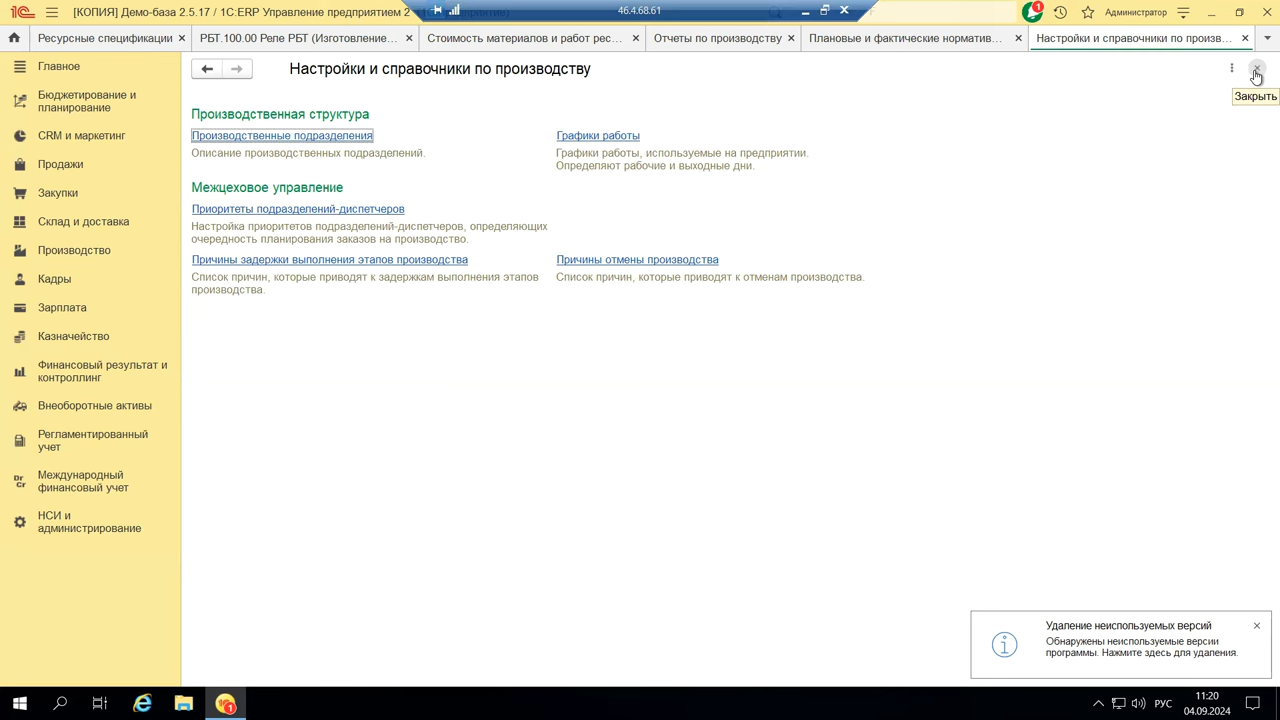 [КОПИЯ] Демо-база 2.5.17 / 1С:ERP Управление предприятием 2
46.4.68.61
Администратор
Ресурсные спецификации
РБТ.100.00 Реле РБТ (Изготовление...
Стоимость материалов и работ рес...
Отчеты по производству
Плановые и фактические норматив...
Настройки и справочники по произв...
Главное
Бюджетирование и
планирование
CRM и маркетинг
Продажи
Закупки
Склад и доставка
Производство
Кадры
Зарплата
Казначейство
Финансовый результат и
контроллинг
Внеоборотные активы
Регламентированный
учет
Международный
финансовый учет
НСИ и
администрирование
Настройки и справочники по производству
Закрыть
Производственная структура
Производственные подразделения
Описание производственных подразделений.
Графики работы
Графики работы, используемые на предприятии.
Определяют рабочие и выходные дни.
Межцеховое управление
Приоритеты подразделений-диспетчеров
Настройка приоритетов подразделений-диспетчеров, определяющих
очередность планирования заказов на производство.
Причины задержки выполнения этапов производства
Список причин, которые приводят к задержкам выполнения этапов
производства.
Причины отмены производства
Список причин, которые приводят к отменам производства.
Удаление неиспользуемых версий
Обнаружены неиспользуемые версии
программы. Нажмите здесь для удаления.
РУС
11:20
04.09.2024